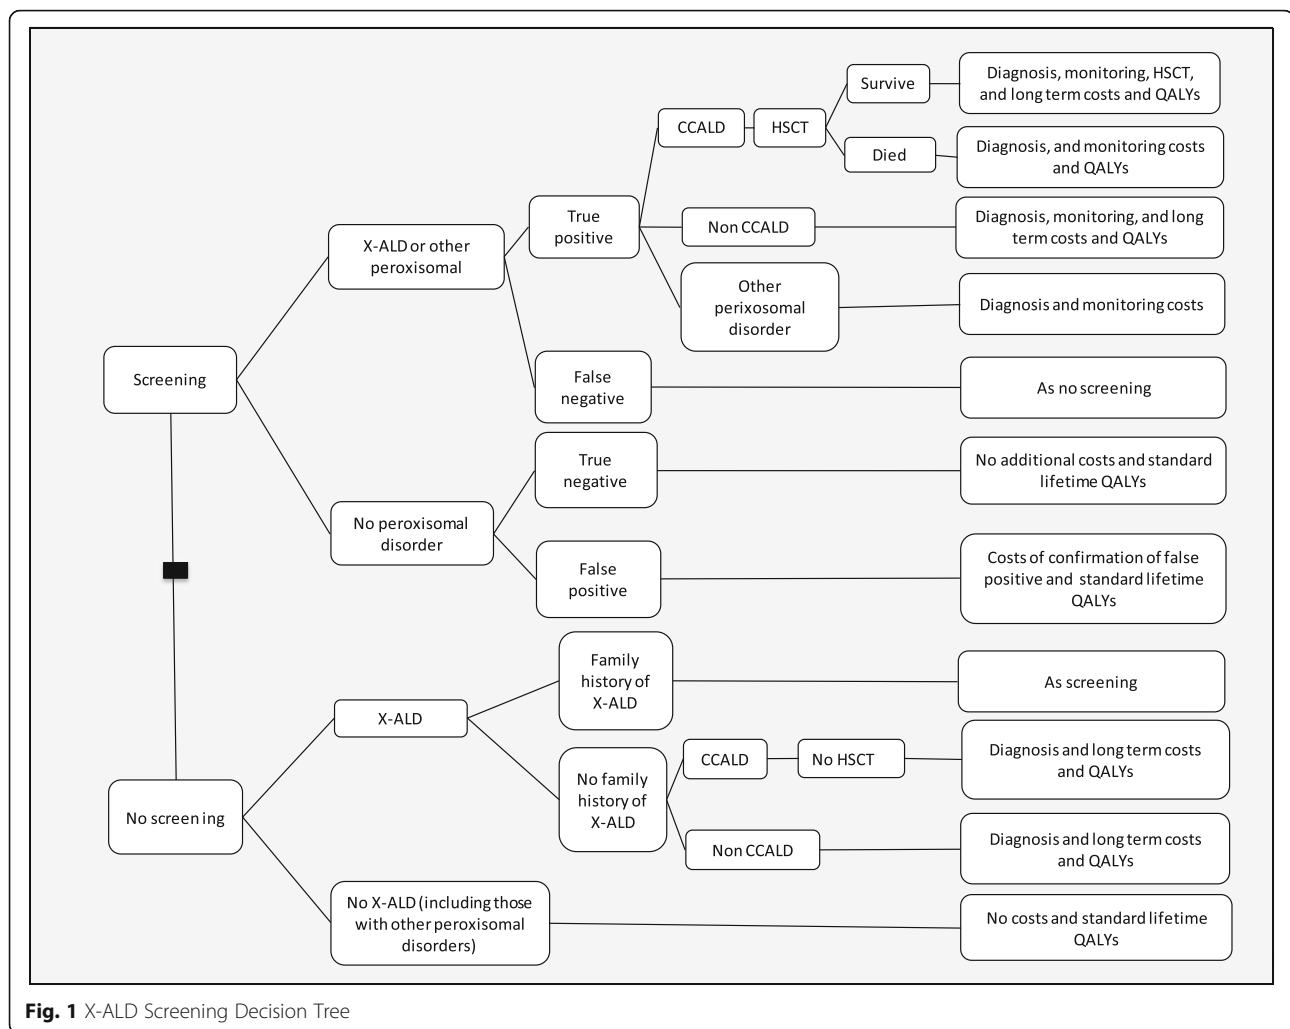 Survive
Diagnosis, monitoring, HSCT,
and long term costs and QALYs
CCALD
HSCT
Died
Diagnosis, and monitoring costs
and QALYs
True
positive
Non CCALD
Diagnosis, monitoring, and long
term costs and QALYs
X-ALD or other
peroxisomal
Other
perixosomal
disorder
Diagnosis and monitoring costs
Screening
False
negative
As no screening
True
negative
No additional costs and standard
lifetime QALYs
No peroxisomal
disorder
False
positive
Costs of confirmation of false
positive and standard lifetime
QALYs
Family
history of
X-ALD
As screening
X-ALD
No family
history of
X-ALD
CCALD
No HSCT
Diagnosis and long term costs
and QALYs
No screening
Non CCALD
Diagnosis and long term costs
and QALYs
No X-ALD (including those
with other peroxisomal
disorders)
No costs and standard lifetime
QALYs
Fig. 1 X-ALD Screening Decision Tree